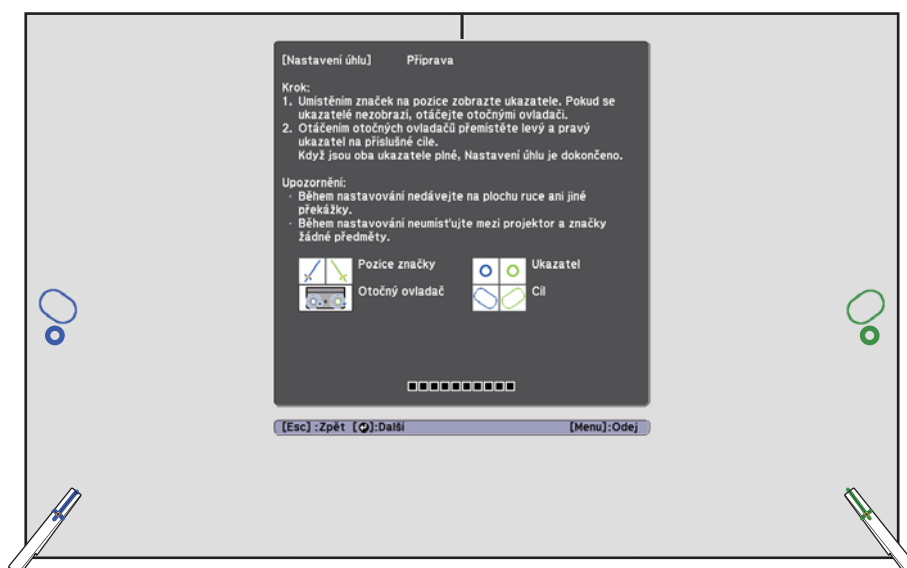 [Nastavení úhlu] Příprava
Krok:
1. Umístěním značek na pozice zobrazte ukazatele. Pokud se
ukazatelé nezobrazí, otáčejte otočnými ovladači.
2. Otáčením otočných ovladačů přemístěte levý a pravý
ukazatel na příslušné cíle.
Když jsou oba ukazatele plné, Nastavení úhlu je dokončeno.
Upozornění:
· Během nastavování nedávejte na plochu ruce ani jiné
překážky.
· Během nastavování neumísťujte mezi projektor a značky
žádné předměty.
Pozice značky
Ukazatel
Otočný ovladač
Cíl
[Esc] :Zpět [⏎]:Další [Menu]:Odej